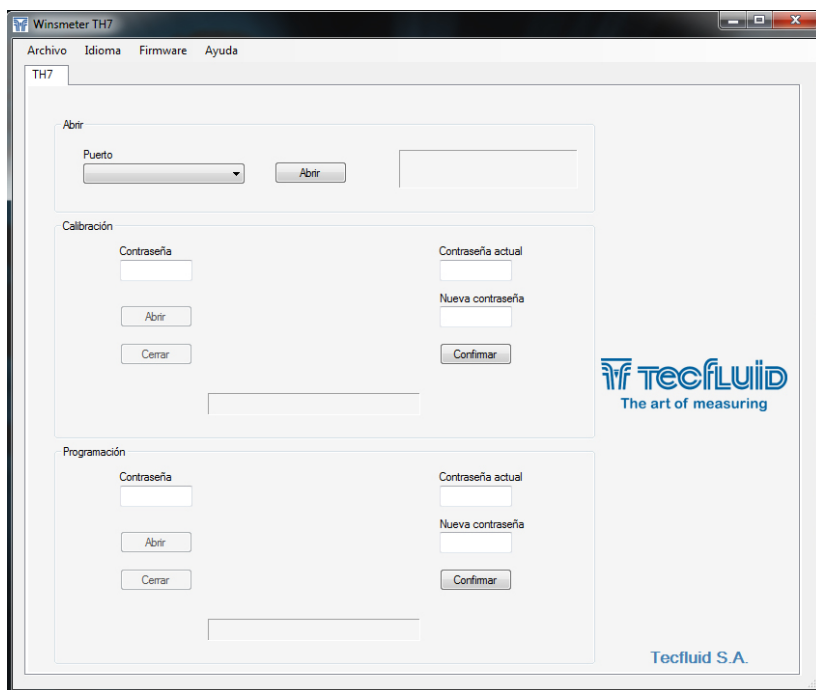 Winsmeter TH7
Archivo Idioma Firmware Ayuda
TH7
Abrir
Puerto
Abrir
Calibración
Contraseña Contraseña actual
Nueva contraseña
Abrir
Cerrar Confirmar
TECFLUID
The art of measuring
Programación
Contraseña Contraseña actual
Nueva contraseña
Abrir
Cerrar Confirmar
Tecfluid S.A.